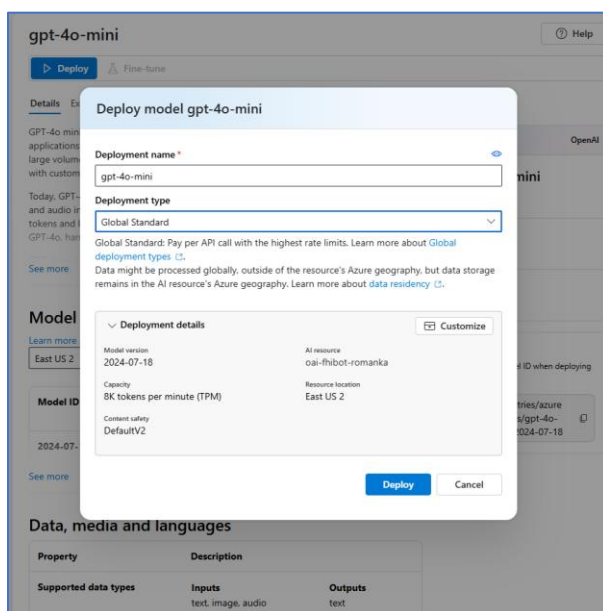 gpt-4o-mini
Help
Deploy
Fine-tune
Details Ex
Deploy model gpt-4o-mini
GPT-4o min
applications
large volum
with custom
OpenAI
mini
Deployment name *
gpt-4o-mini
Today, GPT-
and audio in
tokens and l
GPT-4o, han
Deployment type
Global Standard
Global Standard: Pay per API call with the highest rate limits. Learn more about Global
deployment types
Data might be processed globally, outside of the resource's Azure geography, but data storage
remains in the AI resource's Azure geography. Learn more about data residency
See more
Model
Learn more
East US 2
Deployment details
Customize
Model version
2024-07-18
AI resource
oai-fhibot-romanka
Capacity
8K tokens per minute (TPM)
Resource location
East US 2
Content safety
DefaultV2
l ID when deploying
Model ID
tries/azure
s/gpt-4o-
2024-07-18
2024-07-
See more
Deploy
Cancel
Data, media and languages
Property Description
Supported data types Inputs Outputs
text, image, audio text